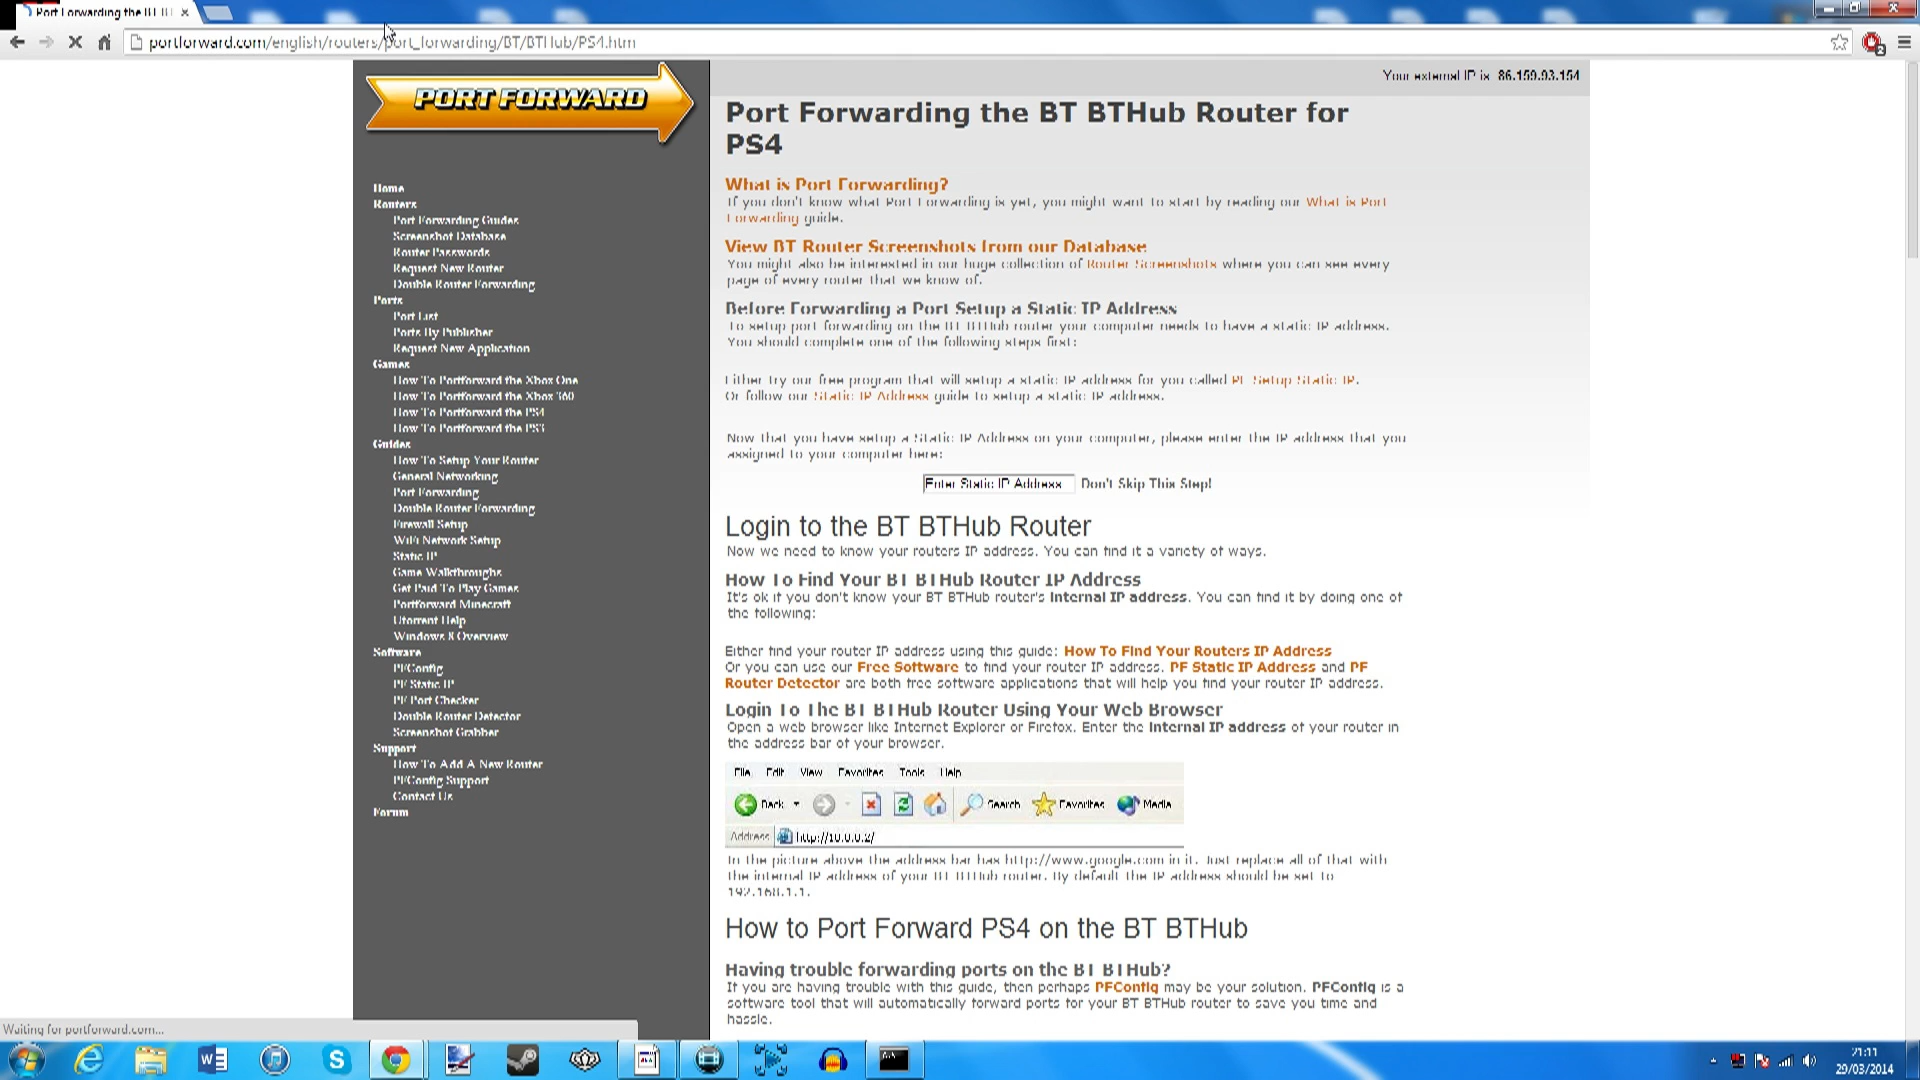 Port Forwarding the BT BT
portforward.com/english/routers/port_forwarding/BT/BTHub/PS4.htm
2
Your external IP is 86.159.93.154
PORT FORWARD
Home
Routers
Port Forwarding Guides
Screenshot Database
Router Passwords
Request New Router
Double Router Forwarding
Ports
Port List
Ports By Publisher
Request New Application
Games
How To Portforward the Xbox One
How To Portforward the Xbox 360
How To Portforward the PS4
How To Portforward the PS3
Guides
How To Setup Your Router
General Networking
Port Forwarding
Double Router Forwarding
Firewall Setup
WiFi Network Setup
Static IP
Game Walkthroughs
Get Paid To Play Games
Portforward Minecraft
Utorrent Help
Windows 8 Overview
Software
PFConfig
PF Static IP
PF Port Checker
Double Router Detector
Screenshot Grabber
Support
How To Add A New Router
PFConfig Support
Contact Us
Forum
Port Forwarding the BT BTHub Router for
PS4
What is Port Forwarding?
If you don't know what Port Forwarding is yet, you might want to start by reading our What is Port
Forwarding guide.
View BT Router Screenshots from our Database
You might also be interested in our huge collection of Router Screenshots where you can see every
page of every router that we know of.
Before Forwarding a Port Setup a Static IP Address
To setup port forwarding on the BT BTHub router your computer needs to have a static IP address.
You should complete one of the following steps first:
Either try our free program that will setup a static IP address for you called PF Setup Static IP.
Or follow our Static IP Address guide to setup a static IP address.
Now that you have setup a Static IP Address on your computer, please enter the IP address that you
assigned to your computer here:
Enter Static IP Address Don't Skip This Step!
Login to the BT BTHub Router
Now we need to know your routers IP address. You can find it a variety of ways.
How To Find Your BT BTHub Router IP Address
It's ok if you don't know your BT BTHub router's internal IP address. You can find it by doing one of
the following:
Either find your router IP address using this guide: How To Find Your Routers IP Address
Or you can use our Free Software to find your router IP address. PF Static IP Address and PF
Router Detector are both free software applications that will help you find your router IP address.
Login To The BT BTHub Router Using Your Web Browser
Open a web browser like Internet Explorer or Firefox. Enter the internal IP address of your router in
the address bar of your browser.
File Edit View Favorites Tools Help
Back Search Favorites Media
Address http://10.0.0.2/
In the picture above the address bar has http://www.google.com in it. Just replace all of that with
the internal IP address of your BT BTHub router. By default the IP address should be set to
192.168.1.1.
How to Port Forward PS4 on the BT BTHub
Having trouble forwarding ports on the BT BTHub?
If you are having trouble with this guide, then perhaps PFConfig may be your solution. PFConfig is a
software tool that will automatically forward ports for your BT BTHub router to save you time and
hassle.
Waiting for portforward.com...
21:11
29/03/2014